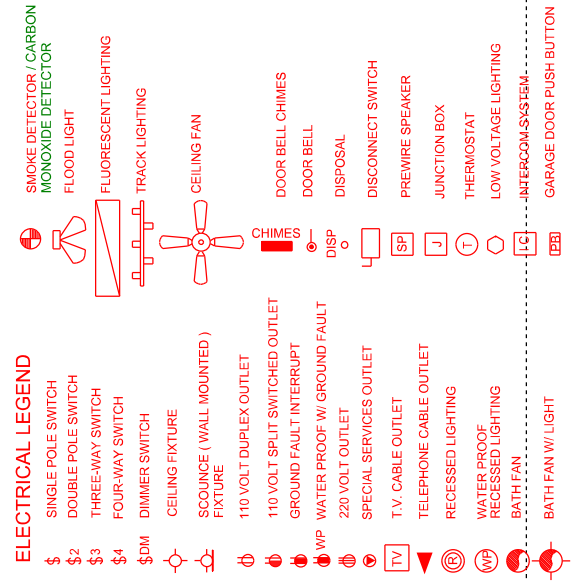 ELECTRICAL LEGEND
$ SINGLE POLE SWITCH
$2 DOUBLE POLE SWITCH
$3 THREE-WAY SWITCH
$4 FOUR-WAY SWITCH
$DM DIMMER SWITCH
CEILING FIXTURE
SCOUNCE ( WALL MOUNTED )
FIXTURE
110 VOLT DUPLEX OUTLET
110 VOLT SPLIT SWITCHED OUTLET
GROUND FAULT INTERRUPT
WP WATER PROOF W/ GROUND FAULT
220 VOLT OUTLET
SPECIAL SERVICES OUTLET
TV T.V. CABLE OUTLET
TELEPHONE CABLE OUTLET
R RECESSED LIGHTING
WP WATER PROOF
RECESSED LIGHTING
BATH FAN
BATH FAN W/ LIGHT
SMOKE DETECTOR / CARBON
MONOXIDE DETECTOR
FLOOD LIGHT
FLUORESCENT LIGHTING
TRACK LIGHTING
CEILING FAN
CHIMES DOOR BELL CHIMES
DOOR BELL
DISP DISPOSAL
DISCONNECT SWITCH
SP PREWIRE SPEAKER
J JUNCTION BOX
T THERMOSTAT
LOW VOLTAGE LIGHTING
IC INTERCOM SYSTEM
PB GARAGE DOOR PUSH BUTTON